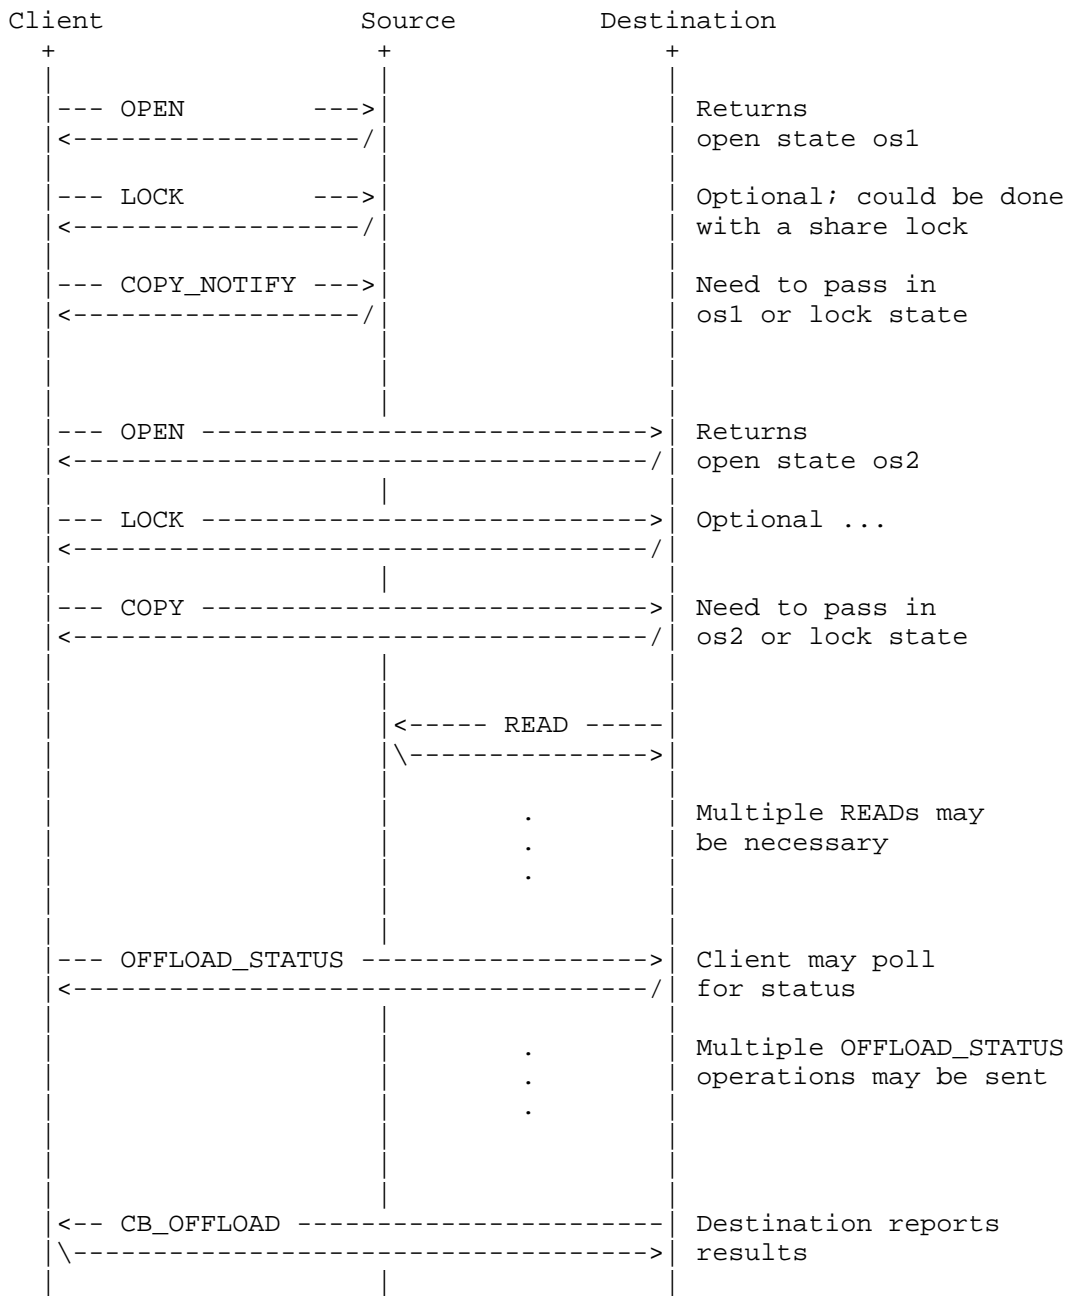 Client Source Destination
+ + +
|--- OPEN --->| | Returns
|<------------------/| | open state os1
|--- LOCK --->| | Optional; could be done
|<------------------/| | with a share lock
|--- COPY_NOTIFY --->| | Need to pass in
|<------------------/| | os1 or lock state
|--- OPEN ---------------------------->| Returns
|<------------------------------------/| open state os2
|--- LOCK ---------------------------->| Optional ...
|<------------------------------------/|
|--- COPY ---------------------------->| Need to pass in
|<------------------------------------/| os2 or lock state
| |<----- READ -----|
| |\--------------->|
| | . | Multiple READs may
| | . | be necessary
| | . |
|--- OFFLOAD_STATUS ------------------>| Client may poll
|<------------------------------------/| for status
| | . | Multiple OFFLOAD_STATUS
| | . | operations may be sent
| | . |
|<-- CB_OFFLOAD -----------------------| Destination reports
|\------------------------------------>| results